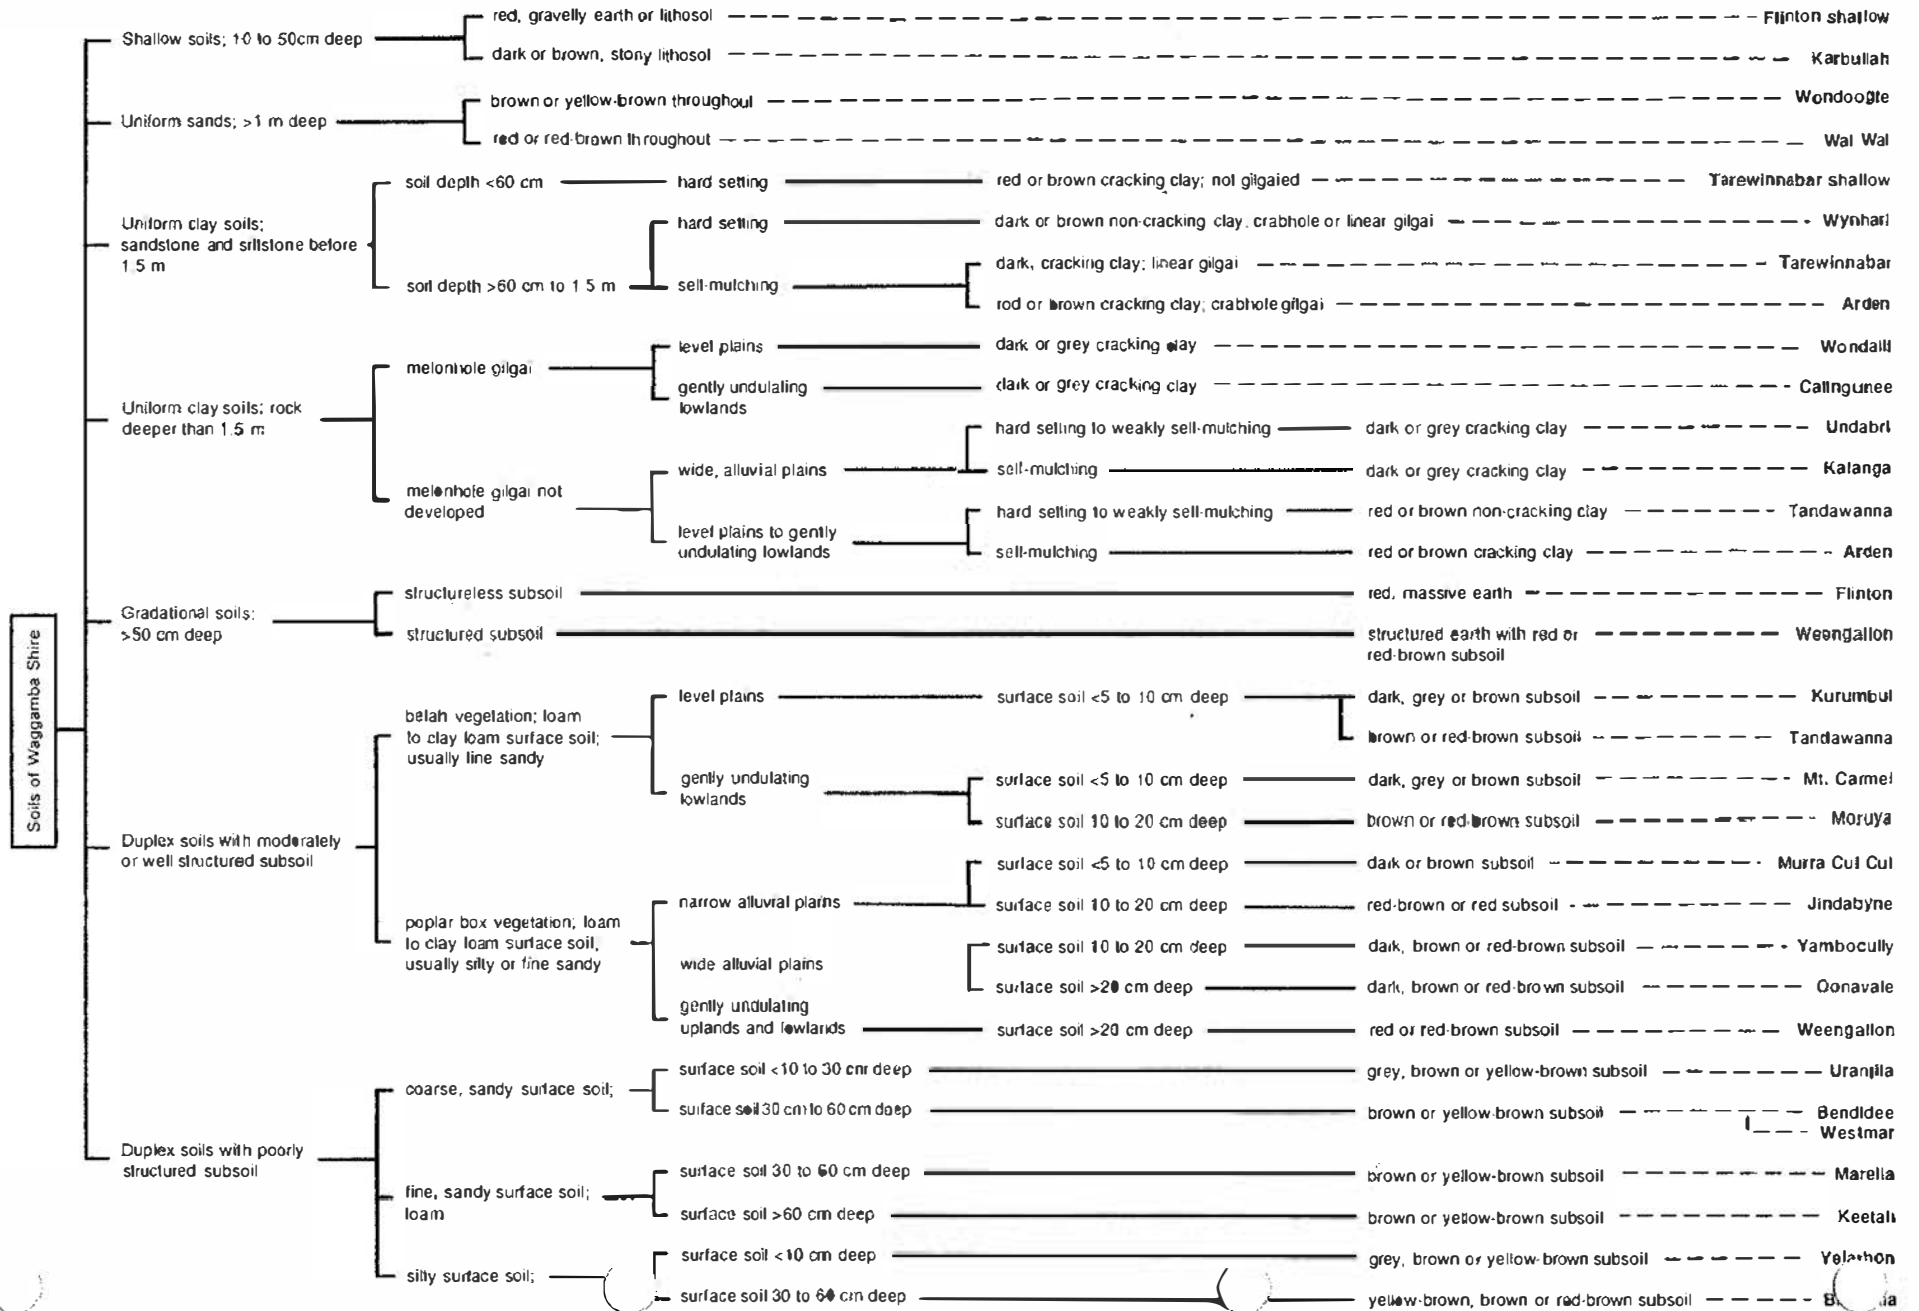 red, gravelly earth or lithosol Flinton shallow
Shallow soils; 10 to 50cm deep
dark or brown, stony lithosol Karbullah
brown or yellow-brown throughout Wondoogle
Uniform sands; >1 m deep
red or red-brown throughout Wal Wal
soil depth <60 cm hard setting red or brown cracking clay; not gilgaied Tarewinnabar shallow
Uniform clay soils;
sandstone and siltstone before
1.5 m
hard setting dark or brown non-cracking clay, crabhole or linear gilgai Wynhari
dark, cracking clay; linear gilgai Tarewinnabar
soil depth >60 cm to 1.5 m self-mulching
red or brown cracking clay; crabhole gilgai Arden
level plains dark or grey cracking clay Wondalli
melonhole gilgai
gently undulating
lowlands
dark or grey cracking clay Calingunee
Uniform clay soils; rock
deeper than 1.5 m
hard setting to weakly self-mulching dark or grey cracking clay Undabri
wide, alluvial plains
self-mulching dark or grey cracking clay Kalanga
melonhole gilgai not
developed
hard setting to weakly self-mulching red or brown non-cracking clay Tandawanna
level plains to gently
undulating lowlands
self-mulching red or brown cracking clay Arden
Soils of Waggamba Shire
Gradational soils;
>50 cm deep
structureless subsoil red, massive earth Flinton
structured subsoil structured earth with red or Weengallon
red-brown subsoil
level plains surface soil <5 to 10 cm deep dark, grey or brown subsoil Kurumbul
belah vegetation; loam
to clay loam surface soil;
usually fine sandy
brown or red-brown subsoil Tandawanna
gently undulating
lowlands
surface soil <5 to 10 cm deep dark, grey or brown subsoil Mt. Carmel
surface soil 10 to 20 cm deep brown or red-brown subsoil Moruya
Duplex soils with moderately
or well structured subsoil
surface soil <5 to 10 cm deep dark or brown subsoil Murra Cul Cul
narrow alluvial plains
surface soil 10 to 20 cm deep red-brown or red subsoil Jindabyne
poplar box vegetation; loam
to clay loam surface soil,
usually silty or fine sandy
surface soil 10 to 20 cm deep dark, brown or red-brown subsoil Yambocully
wide alluvial plains
surface soil >20 cm deep dark, brown or red-brown subsoil Oonavale
gently undulating
uplands and lowlands surface soil >20 cm deep red or red-brown subsoil Weengallon
surface soil <10 to 30 cm deep grey, brown or yellow-brown subsoil Uranilla
coarse, sandy surface soil;
surface soil 30 cm to 60 cm deep brown or yellow-brown subsoil Bendidee
Westmar
Duplex soils with poorly
structured subsoil
surface soil 30 to 60 cm deep brown or yellow-brown subsoil Marella
fine, sandy surface soil;
loam
surface soil >60 cm deep brown or yellow-brown subsoil Keetah
surface soil <10 cm deep grey, brown or yellow-brown subsoil Yelarbon
silty surface soil;
surface soil 30 to 60 cm deep yellow-brown, brown or red-brown subsoil